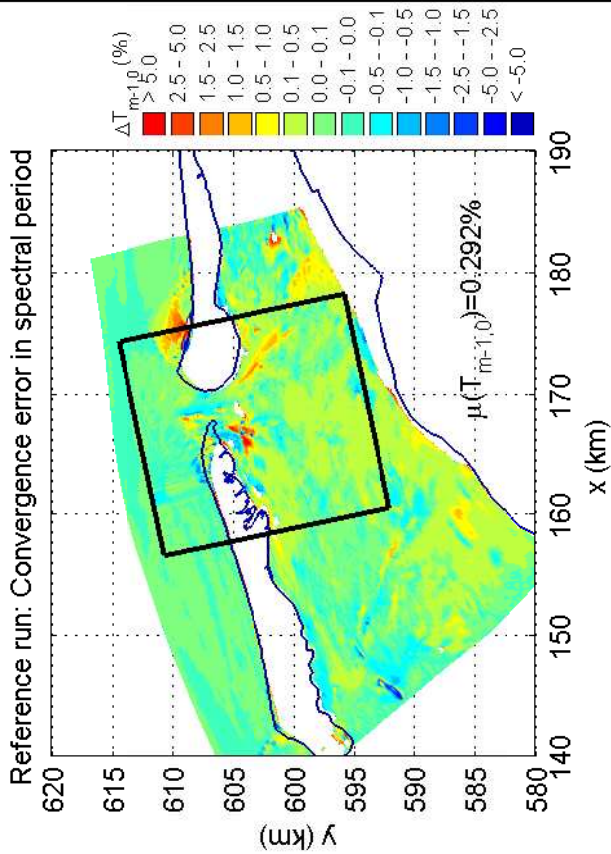 Reference run: Convergence error in spectral period
620
615
610
605
600
595
590
585
580
y (km)
140
150
160
170
180
190
x (km)
μ(T_{m-1,0})=0.292%
ΔT_{m-1,0} (%)
> 5.0
2.5 - 5.0
1.5 - 2.5
1.0 - 1.5
0.5 - 1.0
0.1 - 0.5
0.0 - 0.1
-0.1 - 0.0
-0.5 - -0.1
-1.0 - -0.5
-1.5 - -1.0
-2.5 - -1.5
-5.0 - -2.5
< -5.0